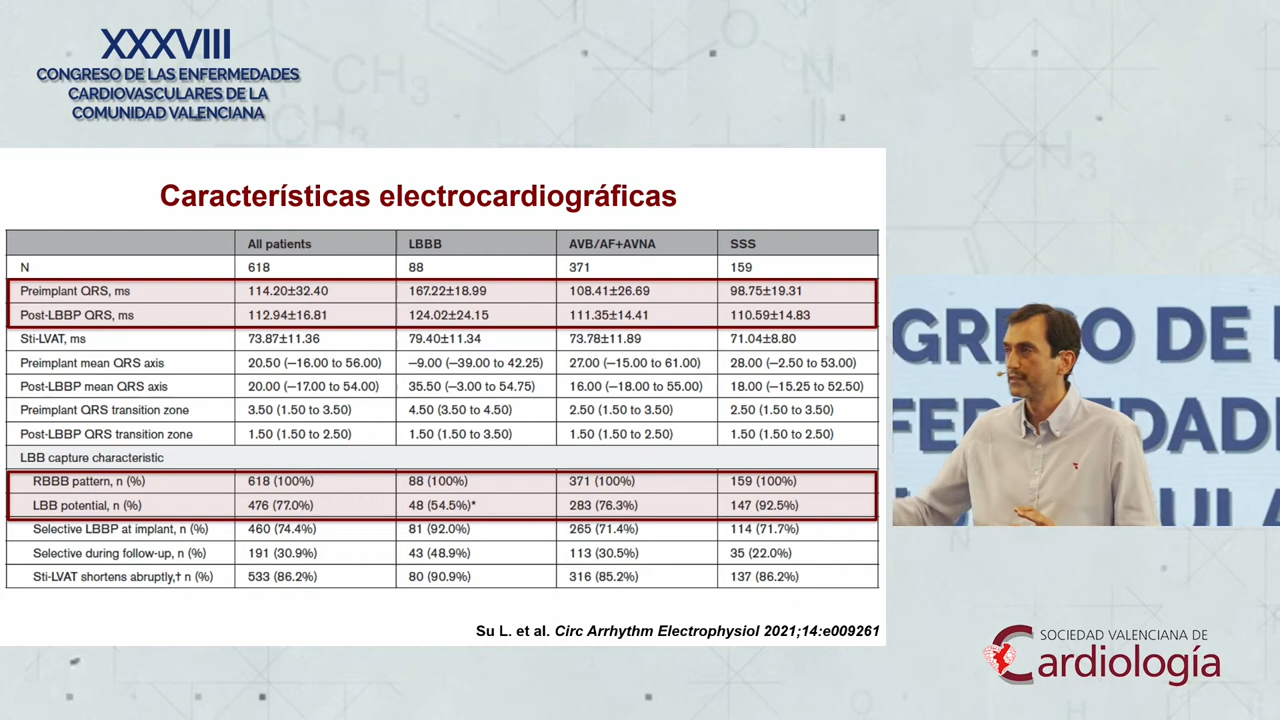 XXXVIII
CONGRESO DE LAS ENFERMEDADES
CARDIOVASCULARES DE LA
COMUNIDAD VALENCIANA
Características electrocardiográficas
All patients LBBB AVB/AF+AVNA SSS
N 618 88 371 159
Preimplant QRS, ms 114.20±32.40 167.22±18.99 108.41±26.69 98.75±19.31
Post-LBBP QRS, ms 112.94±16.81 124.02±24.15 111.35±14.41 110.59±14.83
Sti-LVAT, ms 73.87±11.36 79.40±11.34 73.78±11.89 71.04±8.80
Preimplant mean QRS axis 20.50 (−16.00 to 56.00) −9.00 (−39.00 to 42.25) 27.00 (−15.00 to 61.00) 28.00 (−2.50 to 53.00)
Post-LBBP mean QRS axis 20.00 (−17.00 to 54.00) 35.50 (−3.00 to 54.75) 16.00 (−18.00 to 55.00) 18.00 (−15.25 to 52.50)
Preimplant QRS transition zone 3.50 (1.50 to 3.50) 4.50 (3.50 to 4.50) 2.50 (1.50 to 3.50) 2.50 (1.50 to 3.50)
Post-LBBP QRS transition zone 1.50 (1.50 to 2.50) 1.50 (1.50 to 3.50) 1.50 (1.50 to 2.50) 1.50 (1.50 to 2.50)
LBB capture characteristic
RBBB pattern, n (%) 618 (100%) 88 (100%) 371 (100%) 159 (100%)
LBB potential, n (%) 476 (77.0%) 48 (54.5%)* 283 (76.3%) 147 (92.5%)
Selective LBBP at implant, n (%) 460 (74.4%) 81 (92.0%) 265 (71.4%) 114 (71.7%)
Selective during follow-up, n (%) 191 (30.9%) 43 (48.9%) 113 (30.5%) 35 (22.0%)
Sti-LVAT shortens abruptly,† n (%) 533 (86.2%) 80 (90.9%) 316 (85.2%) 137 (86.2%)
Su L. et al. Circ Arrhythm Electrophysiol 2021;14:e009261
GRESO DE
SOCIEDAD VALENCIANA DE
Cardiología